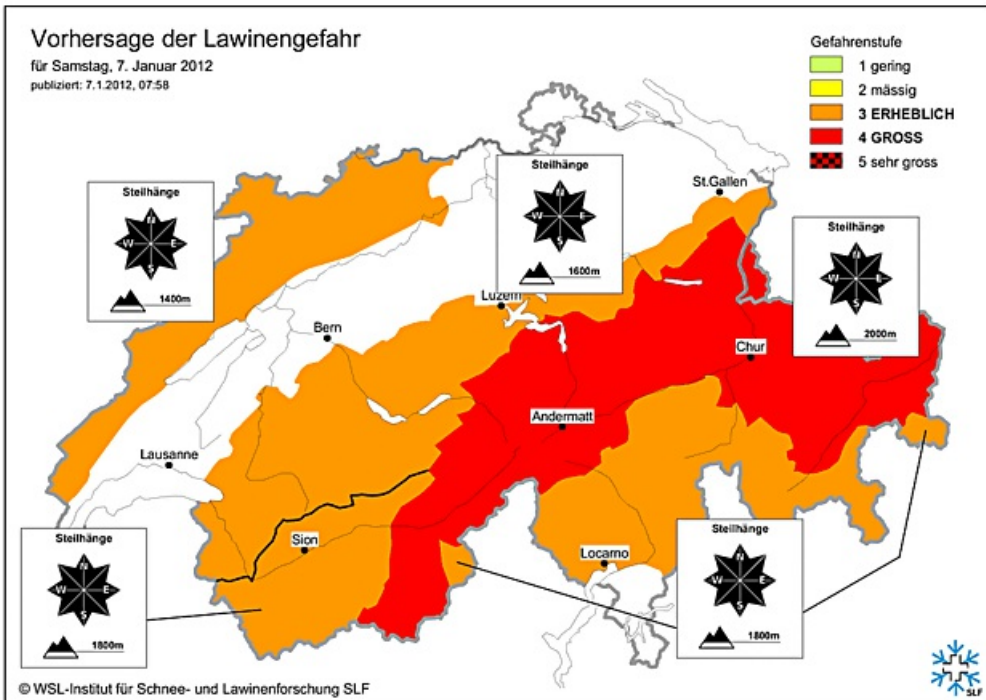 Vorhersage der Lawinengefahr
für Samstag, 7. Januar 2012
publiziert: 7.1.2012, 07:58
Gefahrenstufe
1 gering
2 mässig
3 ERHEBLICH
4 GROSS
5 sehr gross
Steilhänge
N
W E
S
1400m
Steilhänge
N
W E
S
1600m
St.Gallen
Steilhänge
N
W E
S
2000m
Luzern
Bern
Chur
Andermatt
Lausanne
Sion
Locarno
Steilhänge
N
W E
S
1800m
Steilhänge
N
W E
S
1800m
© WSL-Institut für Schnee- und Lawinenforschung SLF
SLF